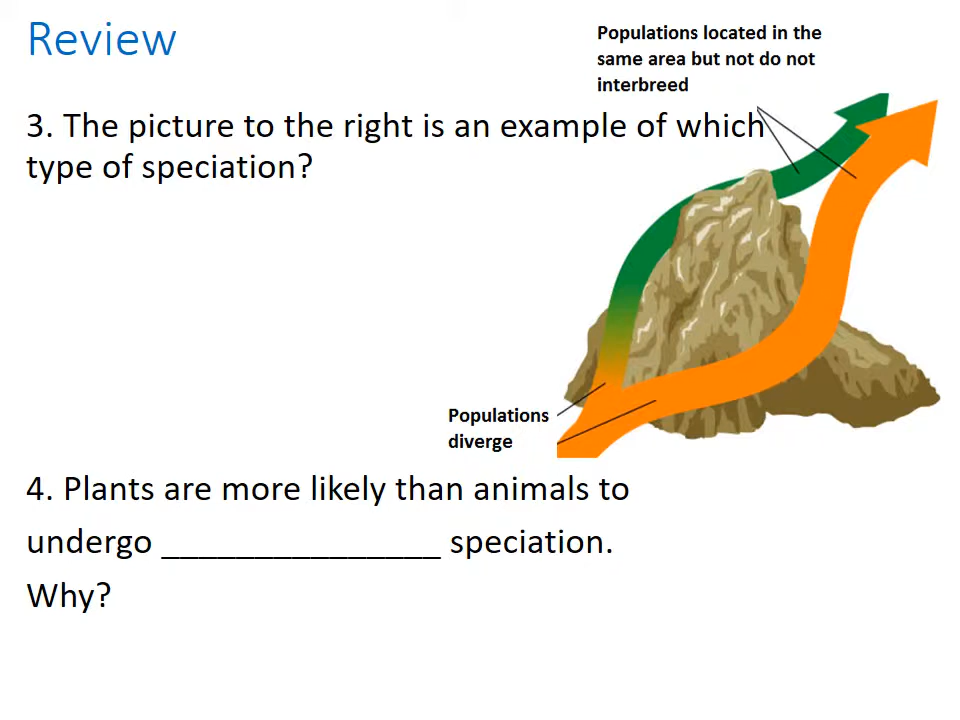 Review
Populations located in the
same area but not do not
interbreed
3. The picture to the right is an example of which
type of speciation?
Populations
diverge
4. Plants are more likely than animals to
undergo _______________ speciation.
Why?